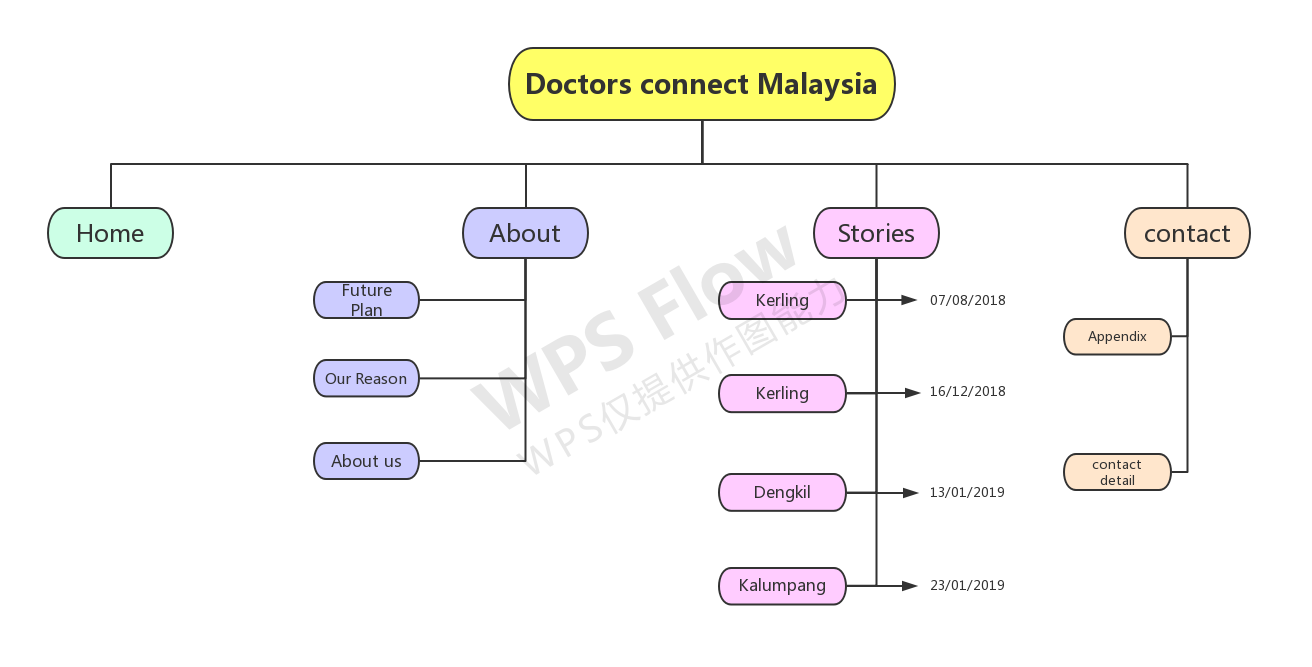 Doctors connect Malaysia
Home
About
Stories
contact
Future
Plan
Our Reason
About us
Kerling
07/08/2018
Kerling
16/12/2018
Dengkil
13/01/2019
Kalumpang
23/01/2019
Appendix
contact
detail
WPS Flow
WPS仅提供作图能力